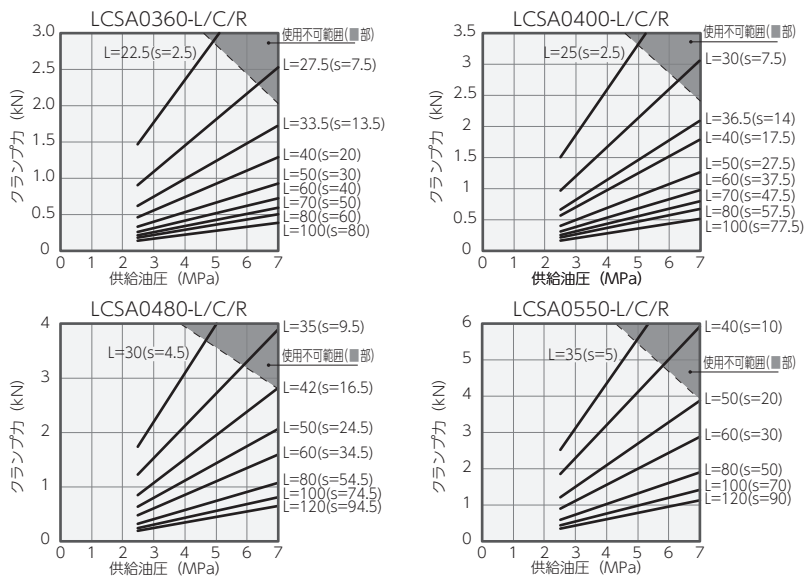 LCSA0360-L/C/R
使用不可範囲(■部)
クランプ力 (kN)
3.0
2.5
2.0
1.5
1.0
0.5
0
L=22.5(s=2.5)
L=27.5(s=7.5)
L=33.5(s=13.5)
L=40(s=20)
L=50(s=30)
L=60(s=40)
L=70(s=50)
L=80(s=60)
L=100(s=80)
0 1 2 3 4 5 6 7
供給油圧 (MPa)
LCSA0400-L/C/R
使用不可範囲(■部)
クランプ力 (kN)
3.5
3
2.5
2
1.5
1
0.5
0
L=25(s=2.5)
L=30(s=7.5)
L=36.5(s=14)
L=40(s=17.5)
L=50(s=27.5)
L=60(s=37.5)
L=70(s=47.5)
L=80(s=57.5)
L=100(s=77.5)
0 1 2 3 4 5 6 7
供給油圧 (MPa)
LCSA0480-L/C/R
クランプ力 (kN)
4
3
2
1
0
L=30(s=4.5)
L=35(s=9.5)
使用不可範囲(■部)
L=42(s=16.5)
L=50(s=24.5)
L=60(s=34.5)
L=80(s=54.5)
L=100(s=74.5)
L=120(s=94.5)
0 1 2 3 4 5 6 7
供給油圧 (MPa)
LCSA0550-L/C/R
クランプ力 (kN)
6
5
4
3
2
1
0
L=35(s=5)
L=40(s=10)
使用不可範囲(■部)
L=50(s=20)
L=60(s=30)
L=80(s=50)
L=100(s=70)
L=120(s=90)
0 1 2 3 4 5 6 7
供給油圧 (MPa)